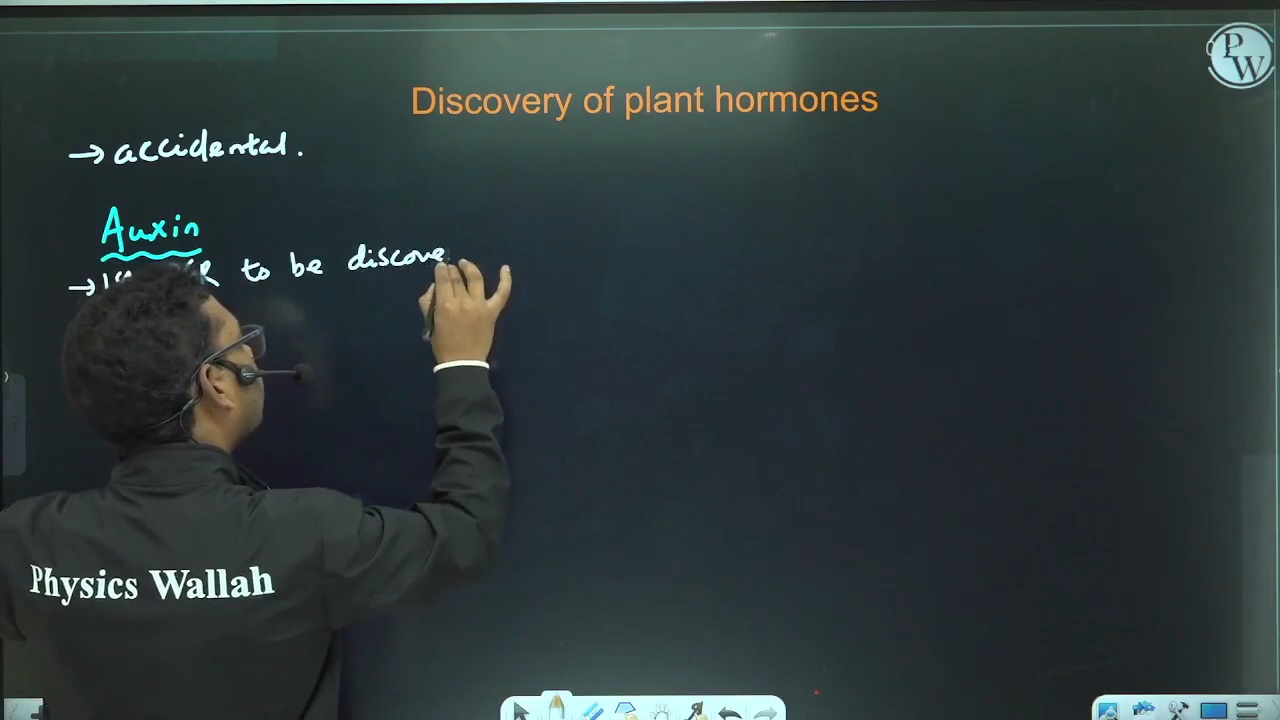 P
W
Discovery of plant hormones
→ accidental.
Auxin
→ to be discove
Physics Wallah